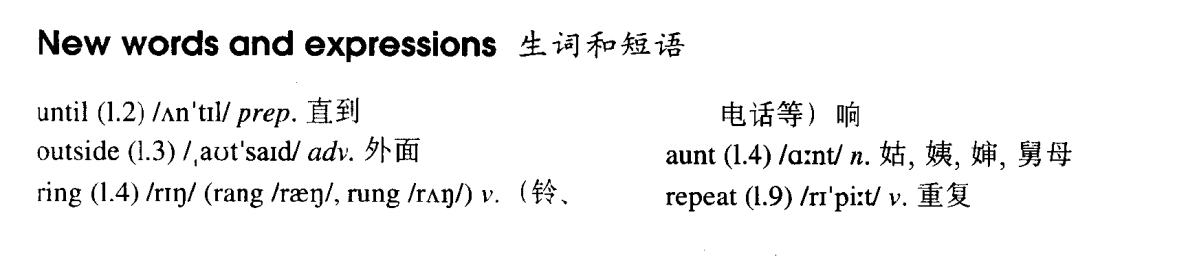 New words and expressions 生词和短语
until (l.2) /ʌn'tɪl/ prep. 直到
outside (l.3) /ˌaʊt'saɪd/ adv. 外面
ring (l.4) /rɪŋ/ (rang /ræŋ/, rung /rʌŋ/) v. （铃、
电话等）响
aunt (l.4) /ɑːnt/ n. 姑, 姨, 婶, 舅母
repeat (l.9) /rɪ'piːt/ v. 重复